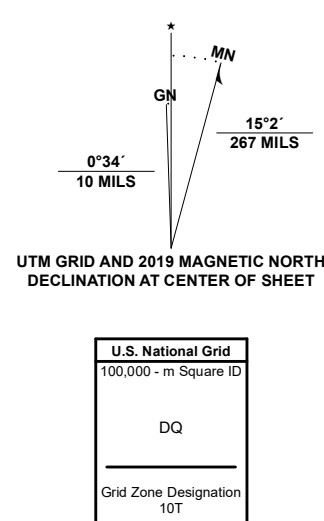 MN
GN
15°2´
267 MILS
0°34´
10 MILS
UTM GRID AND 2019 MAGNETIC NORTH
DECLINATION AT CENTER OF SHEET
U.S. National Grid
100,000 - m Square ID
DQ
Grid Zone Designation
10T